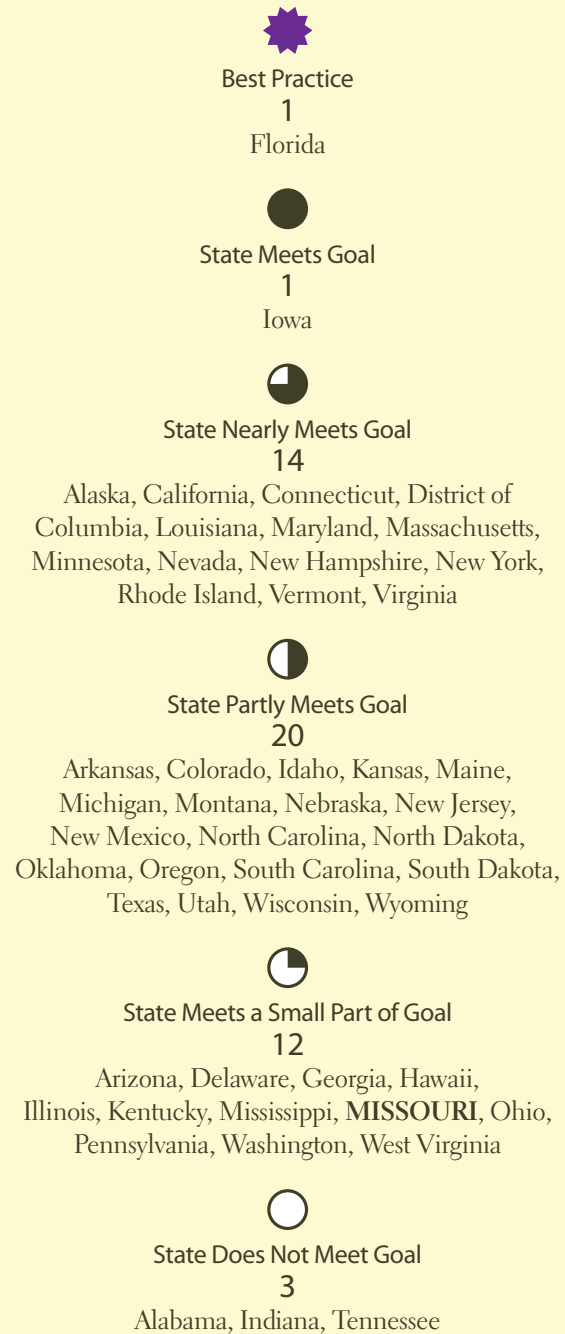 Best Practice
1
Florida
State Meets Goal
1
Iowa
State Nearly Meets Goal
14
Alaska, California, Connecticut, District of
Columbia, Louisiana, Maryland, Massachusetts,
Minnesota, Nevada, New Hampshire, New York,
Rhode Island, Vermont, Virginia
State Partly Meets Goal
20
Arkansas, Colorado, Idaho, Kansas, Maine,
Michigan, Montana, Nebraska, New Jersey,
New Mexico, North Carolina, North Dakota,
Oklahoma, Oregon, South Carolina, South Dakota,
Texas, Utah, Wisconsin, Wyoming
State Meets a Small Part of Goal
12
Arizona, Delaware, Georgia, Hawaii,
Illinois, Kentucky, Mississippi, MISSOURI, Ohio,
Pennsylvania, Washington, West Virginia
State Does Not Meet Goal
3
Alabama, Indiana, Tennessee